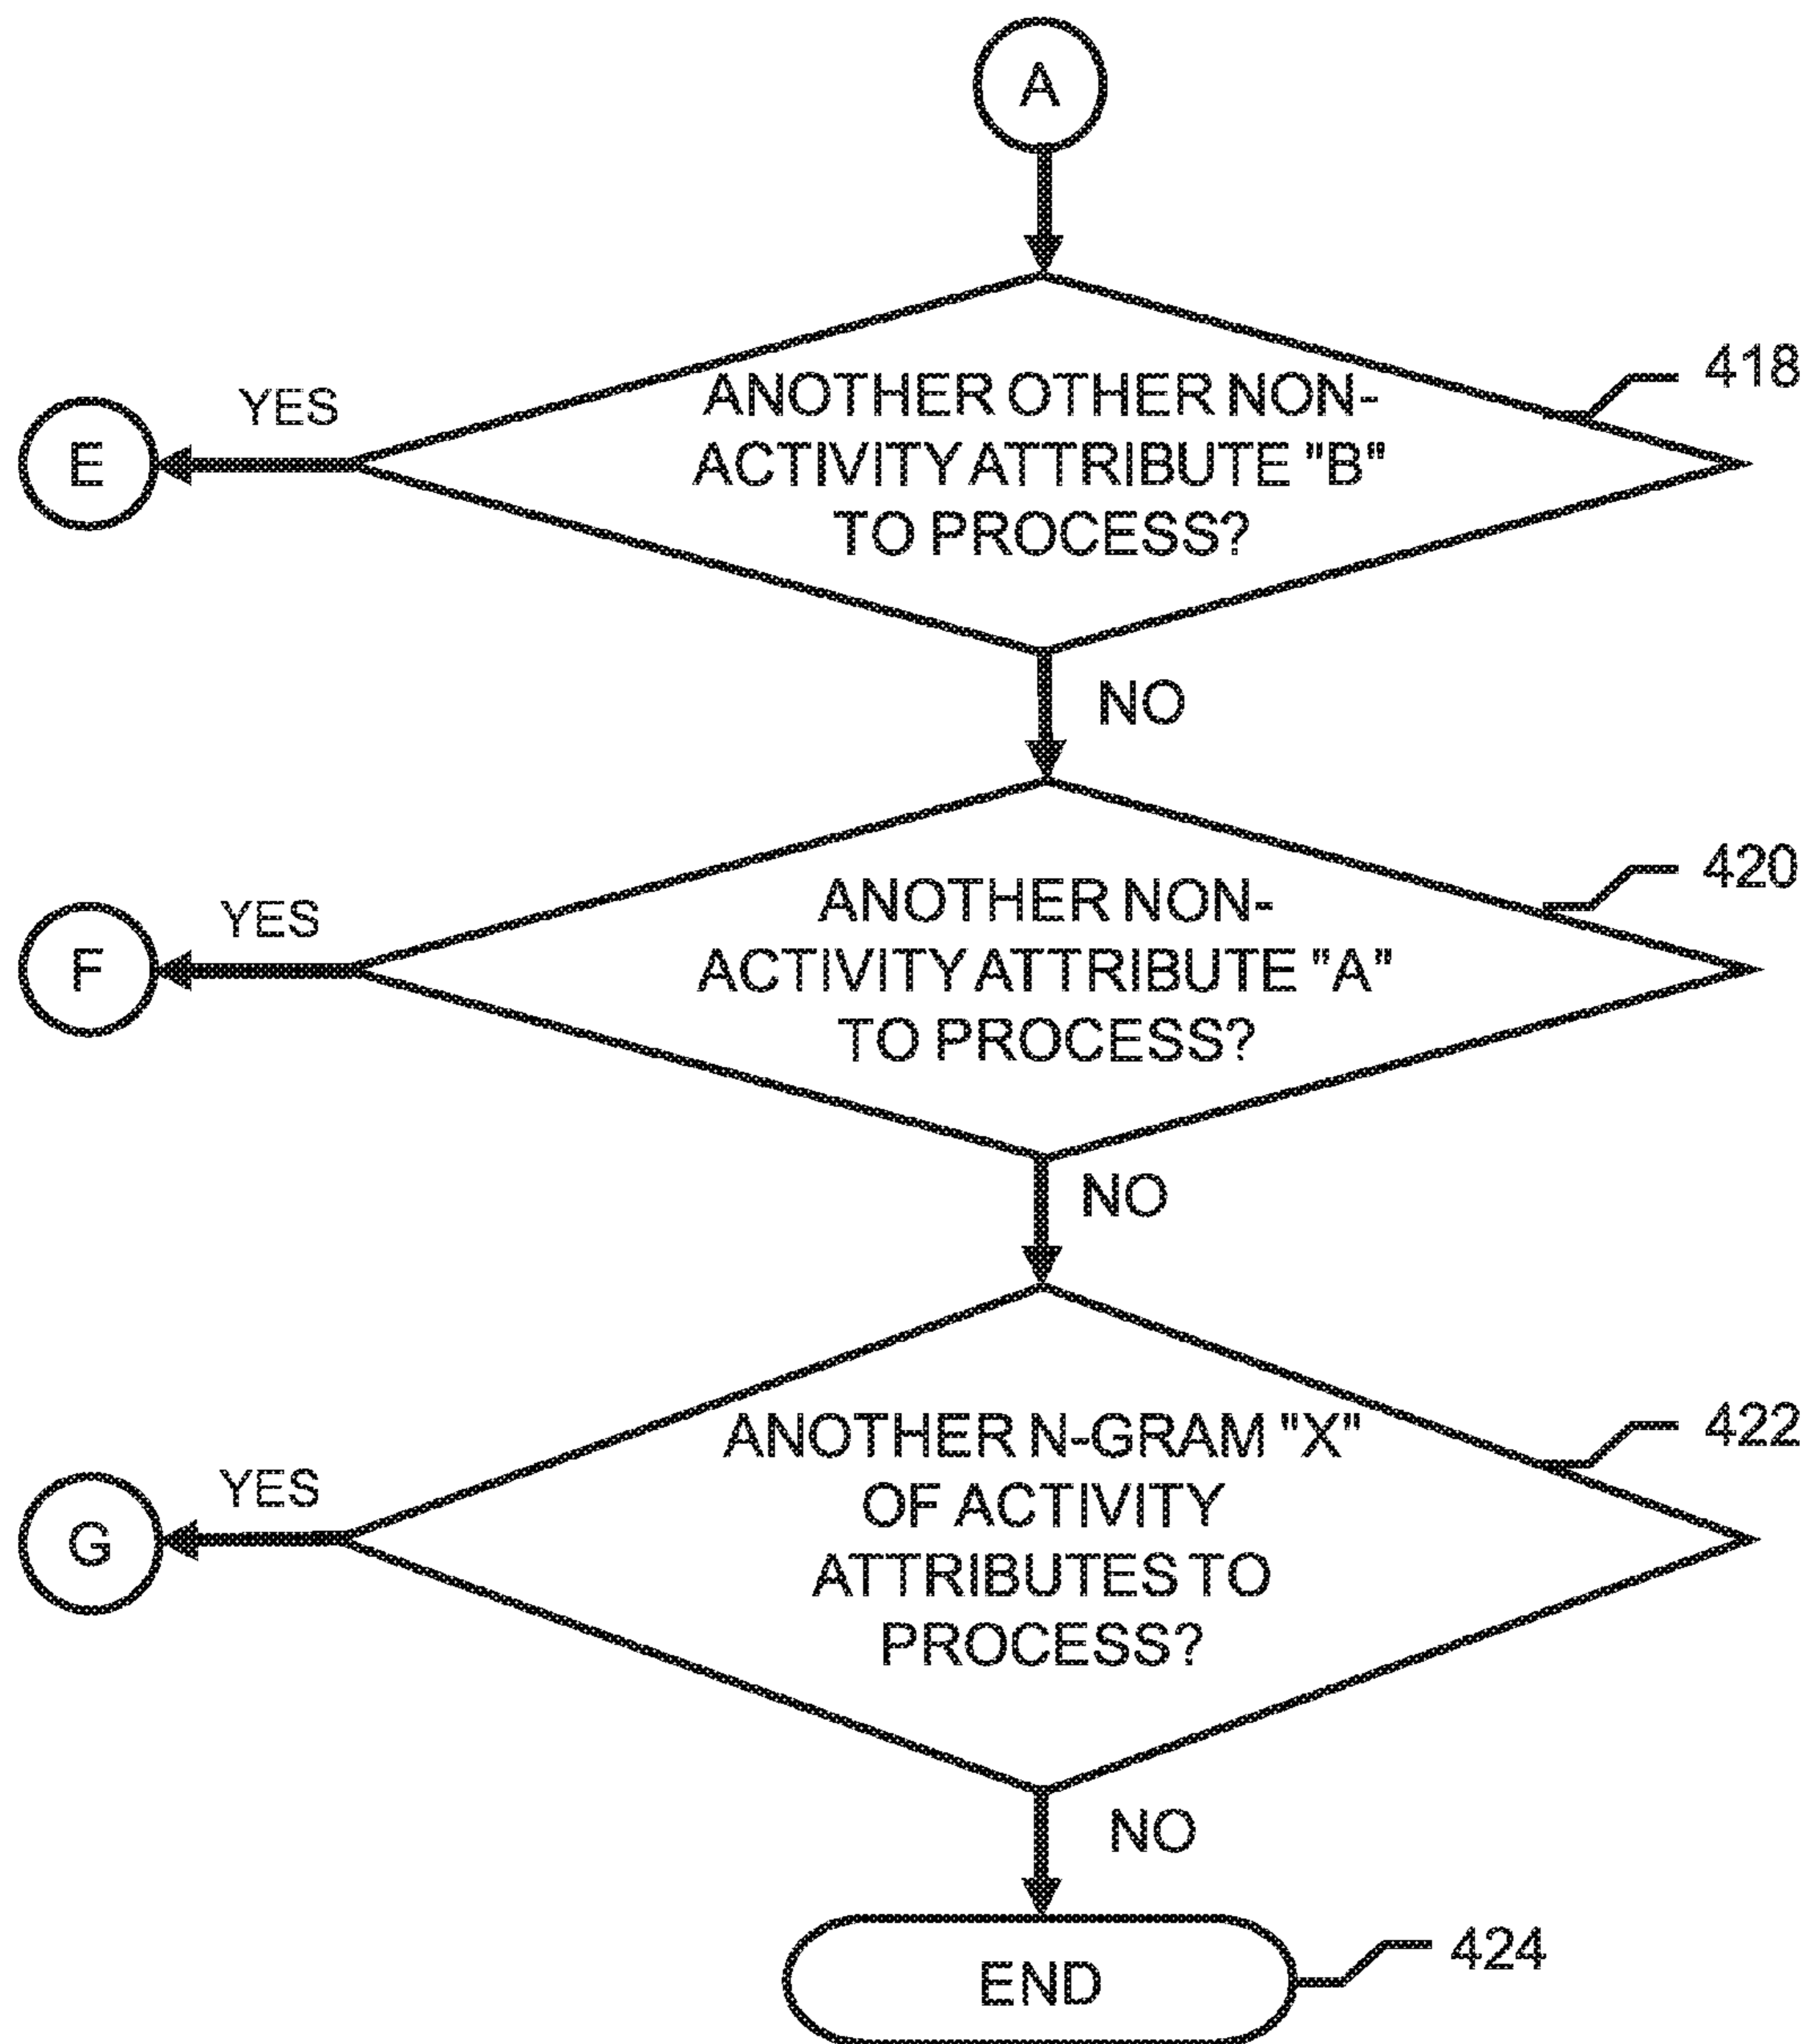 A
418
ANOTHER OTHER NON-
ACTIVITY ATTRIBUTE "B"
TO PROCESS?
YES
E
NO
420
ANOTHER NON-
ACTIVITY ATTRIBUTE "A"
TO PROCESS?
YES
F
NO
422
ANOTHER N-GRAM "X"
OF ACTIVITY
ATTRIBUTES TO
PROCESS?
YES
G
NO
END
424